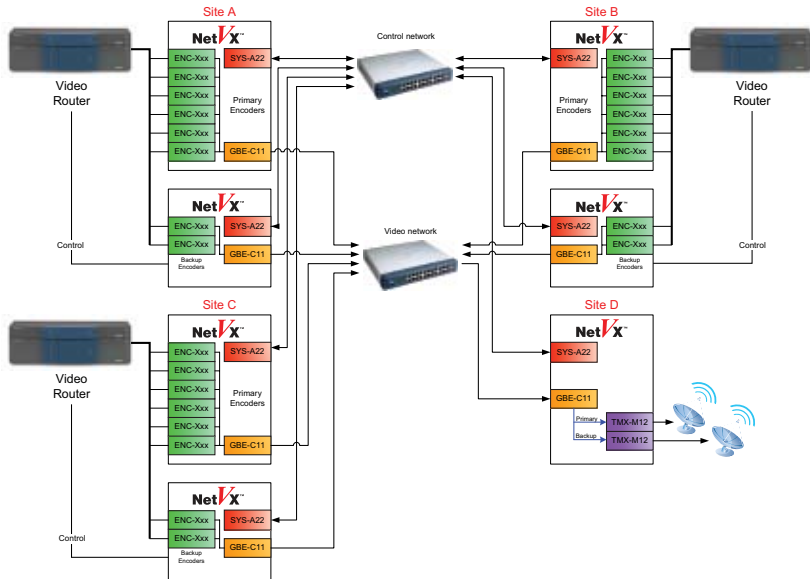 Site A
NetVX™
ENC-Xxx
ENC-Xxx
ENC-Xxx
ENC-Xxx
ENC-Xxx
ENC-Xxx
SYS-A22
Primary
Encoders
GBE-C11
Video
Router
NetVX™
ENC-Xxx
ENC-Xxx
SYS-A22
GBE-C11
Backup
Encoders
Control
Control network
Video network
Site B
NetVX™
SYS-A22
Primary
Encoders
GBE-C11
ENC-Xxx
ENC-Xxx
ENC-Xxx
ENC-Xxx
ENC-Xxx
ENC-Xxx
Video
Router
NetVX™
SYS-A22
GBE-C11
ENC-Xxx
ENC-Xxx
Backup
Encoders
Control
Site C
NetVX™
ENC-Xxx
ENC-Xxx
ENC-Xxx
ENC-Xxx
ENC-Xxx
ENC-Xxx
SYS-A22
Primary
Encoders
GBE-C11
Video
Router
NetVX™
ENC-Xxx
ENC-Xxx
SYS-A22
GBE-C11
Backup
Encoders
Control
Site D
NetVX™
SYS-A22
GBE-C11
Primary
TMX-M12
Backup
TMX-M12